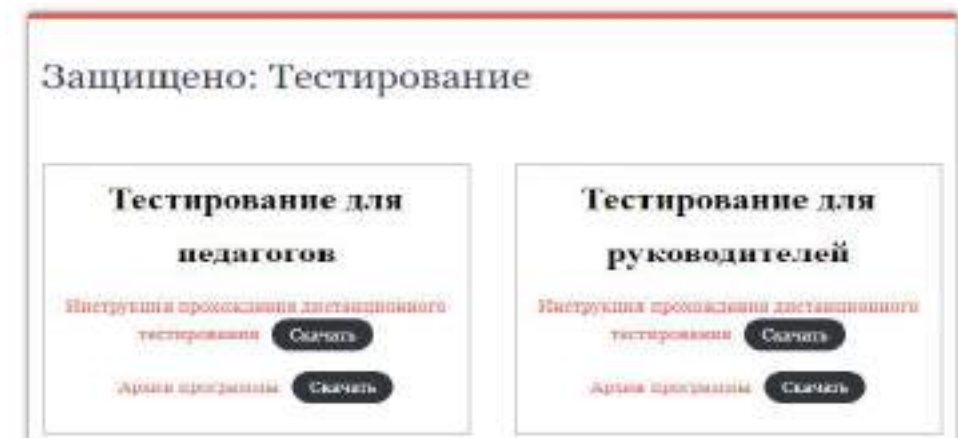 Защищено: Тестирование
Тестирование для
педагогов
Инструкция прохождения дистанционного
тестирования Скачать
Архив программы Скачать
Тестирование для
руководителей
Инструкция прохождения дистанционного
тестирования Скачать
Архив программы Скачать